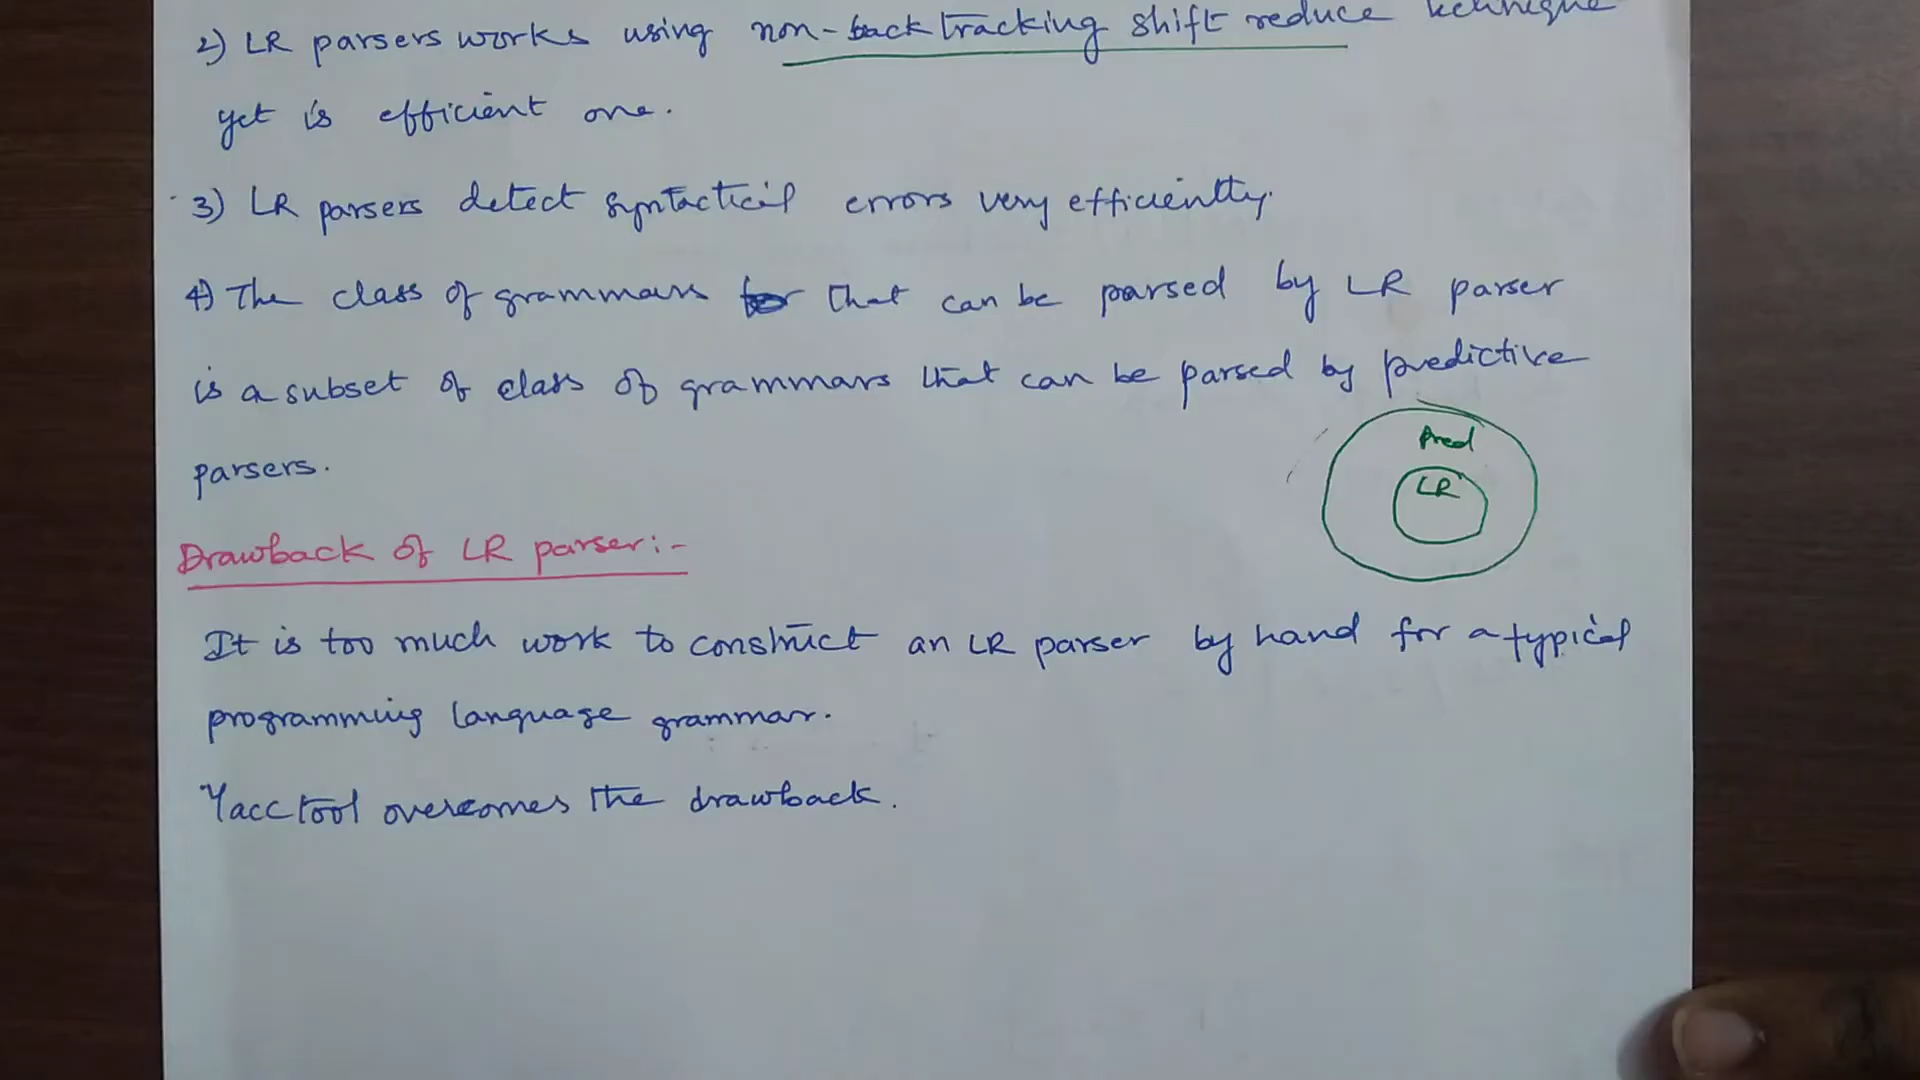 2) LR parsers works using non-backtracking shift reduce technique
yet is efficient one.
3) LR parsers detect syntactical errors very efficiently.
4) The class of grammars that can be parsed by LR parser
is a subset of class of grammars that can be parsed by predictive
parsers.
Pred
LR
Drawback of LR parser:-
It is too much work to construct an LR parser by hand for a typical
programming language grammar.
Yacc tool overcomes the drawback.